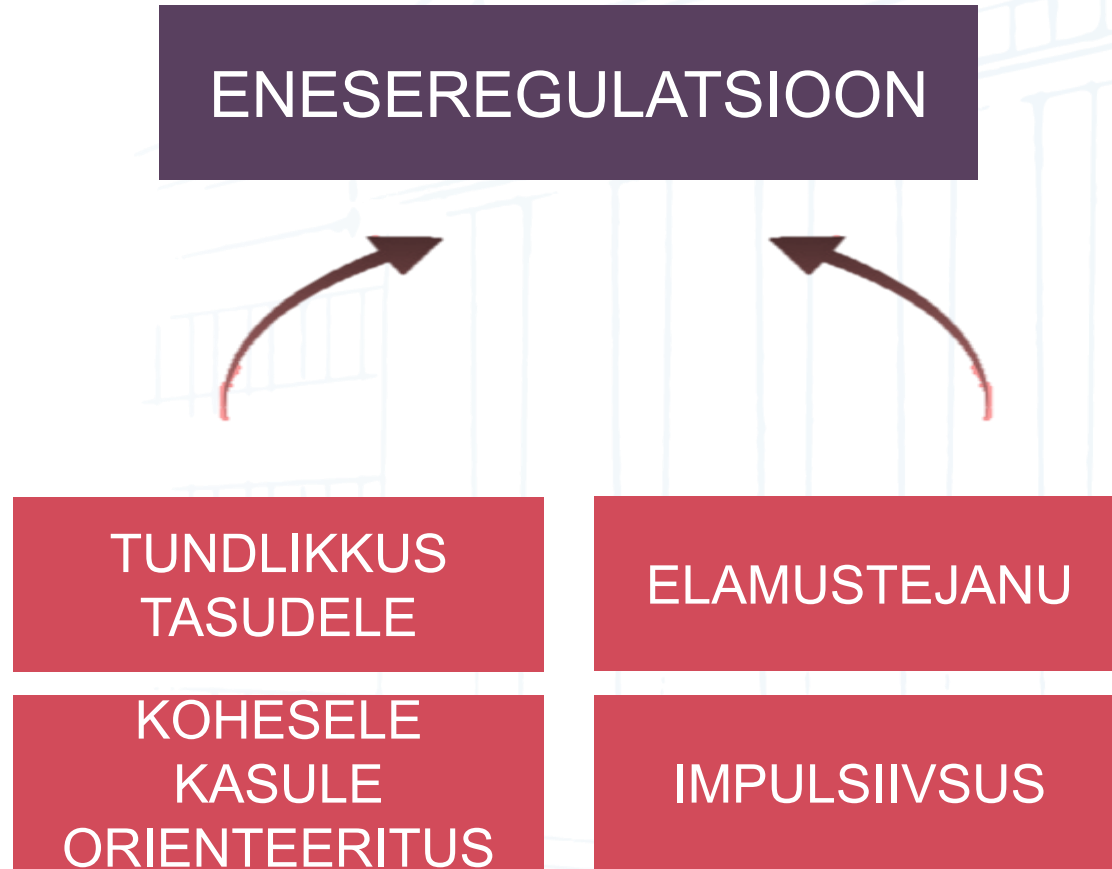 ENESEREGULATSIOON
TUNDLIKKUS
TASUDELE
ELAMUSTEJANU
KOHESELE
KASULE
ORIENTEERITUS
IMPULSIIVSUS